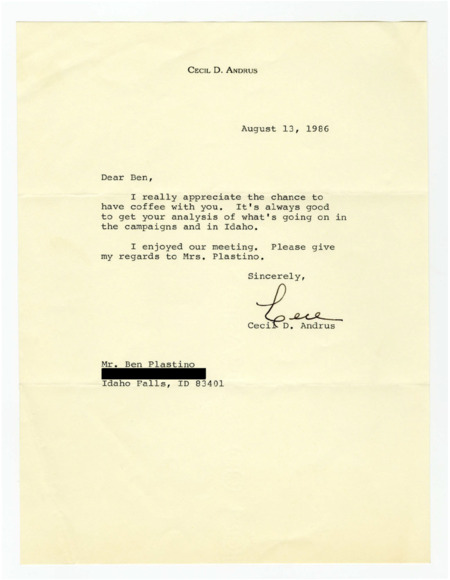 Cecil D. Andrus
August 13, 1986
Dear Ben,
I really appreciate the chance to
have coffee with you. It's always good
to get your analysis of what's going on in
the campaigns and in Idaho.
I enjoyed our meeting. Please give
my regards to Mrs. Plastino.
Sincerely,
Cece
Cecil D. Andrus
Mr. Ben Plastino
Idaho Falls, ID 83401